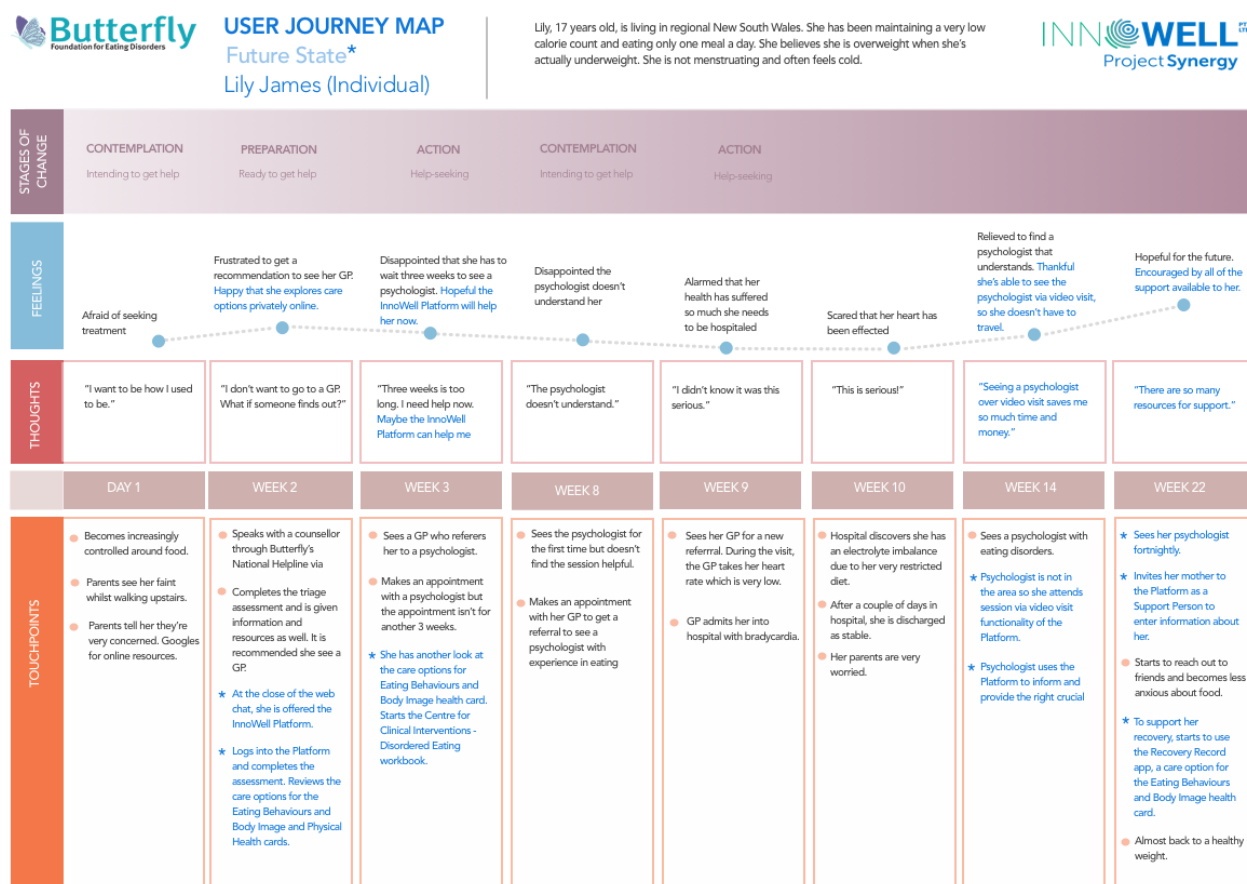 Butterfly
Foundation for Eating Disorders
USER JOURNEY MAP
Future State*
Lily James (Individual)
Lily, 17 years old, is living in regional New South Wales. She has been maintaining a very low
calorie count and eating only one meal a day. She believes she is overweight when she's
actually underweight. She is not menstruating and often feels cold.
INNOWELL PTY LTD
Project Synergy
STAGES OF
CHANGE
CONTEMPLATION
Intending to get help
PREPARATION
Ready to get help
ACTION
Help-seeking
CONTEMPLATION
Intending to get help
ACTION
Help-seeking
FEELINGS
Afraid of seeking
treatment
Frustrated to get a
recommendation to see her GP.
Happy that she explores care
options privately online.
Disappointed that she has to
wait three weeks to see a
psychologist. Hopeful the
InnoWell Platform will help
her now.
Disappointed the
psychologist doesn't
understand her
Alarmed that her
health has suffered
so much she needs
to be hospitaled
Scared that her heart has
been effected
Relieved to find a
psychologist that
understands. Thankful
she's able to see the
psychologist via video visit,
so she doesn't have to
travel.
Hopeful for the future.
Encouraged by all of the
support available to her.
THOUGHTS
"I want to be how I used
to be."
"I don't want to go to a GP.
What if someone finds out?"
"Three weeks is too
long. I need help now.
Maybe the InnoWell
Platform can help me
"The psychologist
doesn't understand."
"I didn't know it was this
serious."
"This is serious!"
"Seeing a psychologist
over video visit saves me
so much time and
money."
"There are so many
resources for support."
DAY 1
WEEK 2
WEEK 3
WEEK 8
WEEK 9
WEEK 10
WEEK 14
WEEK 22
TOUCHPOINTS
Becomes increasingly
controlled around food.
Parents see her faint
whilst walking upstairs.
Parents tell her they're
very concerned. Googles
for online resources.
Speaks with a counsellor
through Butterfly's
National Helpline via
Completes the triage
assessment and is given
information and
resources as well. It is
recommended she see a
GP.
* At the close of the web
chat, she is offered the
InnoWell Platform.
* Logs into the Platform
and completes the
assessment. Reviews the
care options for the
Eating Behaviours and
Body Image and Physical
Health cards.
Sees a GP who referers
her to a psychologist.
Makes an appointment
with a psychologist but
the appointment isn't for
another 3 weeks.
* She has another look at
the care options for
Eating Behaviours and
Body Image health card.
Starts the Centre for
Clinical Interventions -
Disordered Eating
workbook.
Sees the psychologist for
the first time but doesn't
find the session helpful.
Makes an appointment
with her GP to get a
referral to see a
psychologist with
experience in eating
Sees her GP for a new
referrral. During the visit,
the GP takes her heart
rate which is very low.
GP admits her into
hospital with bradycardia.
Hospital discovers she has
an electrolyte imbalance
due to her very restricted
diet.
After a couple of days in
hospital, she is discharged
as stable.
Her parents are very
worried.
Sees a psychologist with
eating disorders.
* Psychologist is not in
the area so she attends
session via video visit
functionality of the
Platform.
* Psychologist uses the
Platform to inform and
provide the right crucial
* Sees her psychologist
fortnightly.
* Invites her mother to
the Platform as a
Support Person to
enter information about
her.
Starts to reach out to
friends and becomes less
anxious about food.
* To support her
recovery, starts to use
the Recovery Record
app, a care option for
the Eating Behaviours
and Body Image health
card.
Almost back to a healthy
weight.